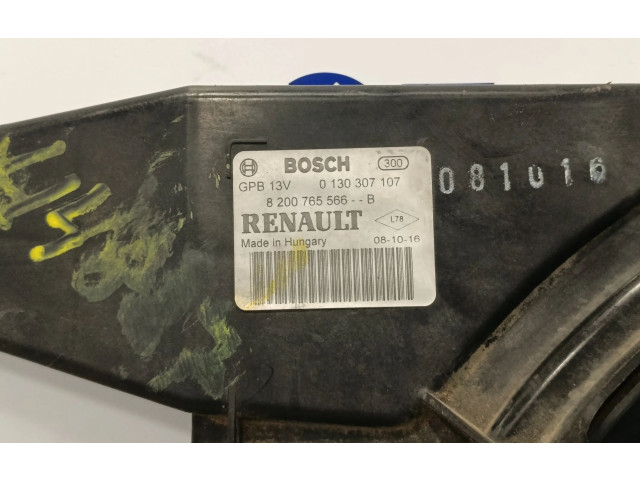 BOSCH 300
GPB 13V 0 130 307 107
8 200 765 566 - - B
RENAULT L78
Made in Hungary 08-10-16
081016